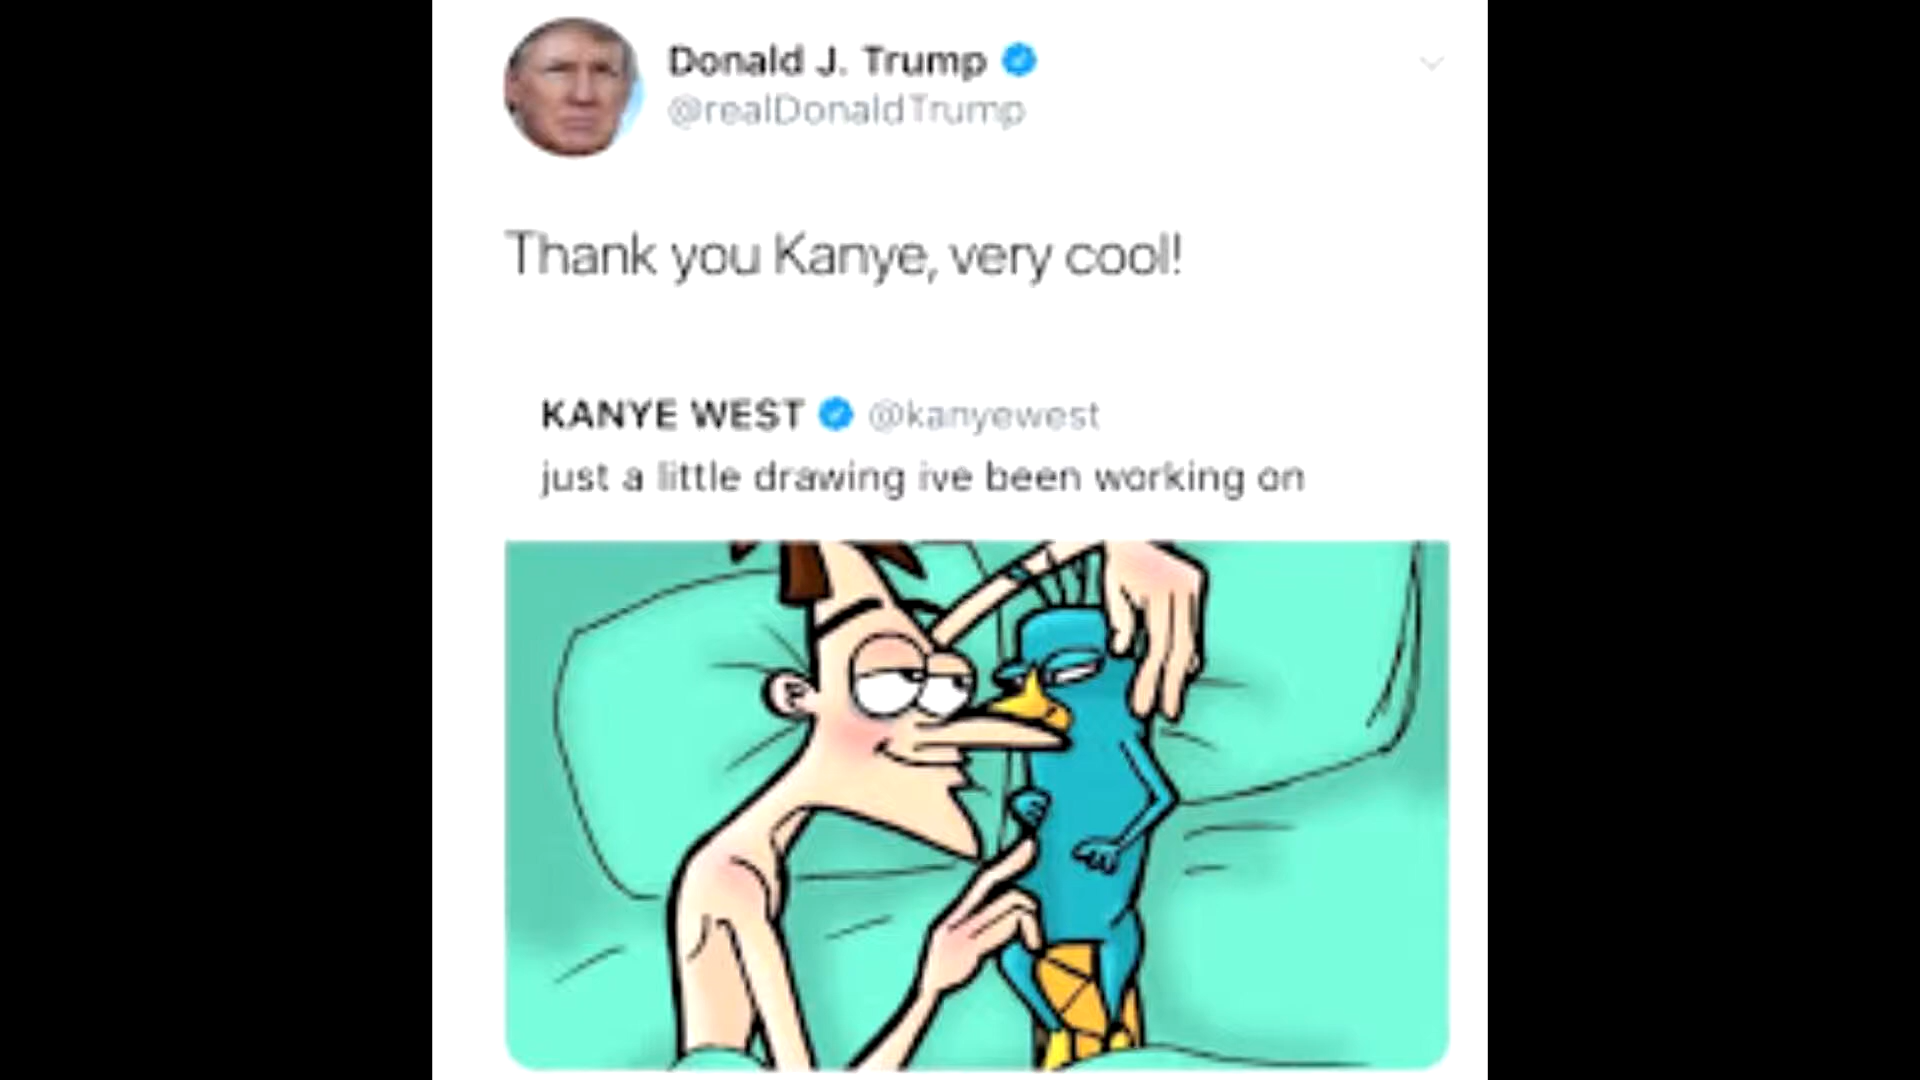 Donald J. Trump
@realDonaldTrump
Thank you Kanye, very cool!
KANYE WEST @kanyewest
just a little drawing ive been working on